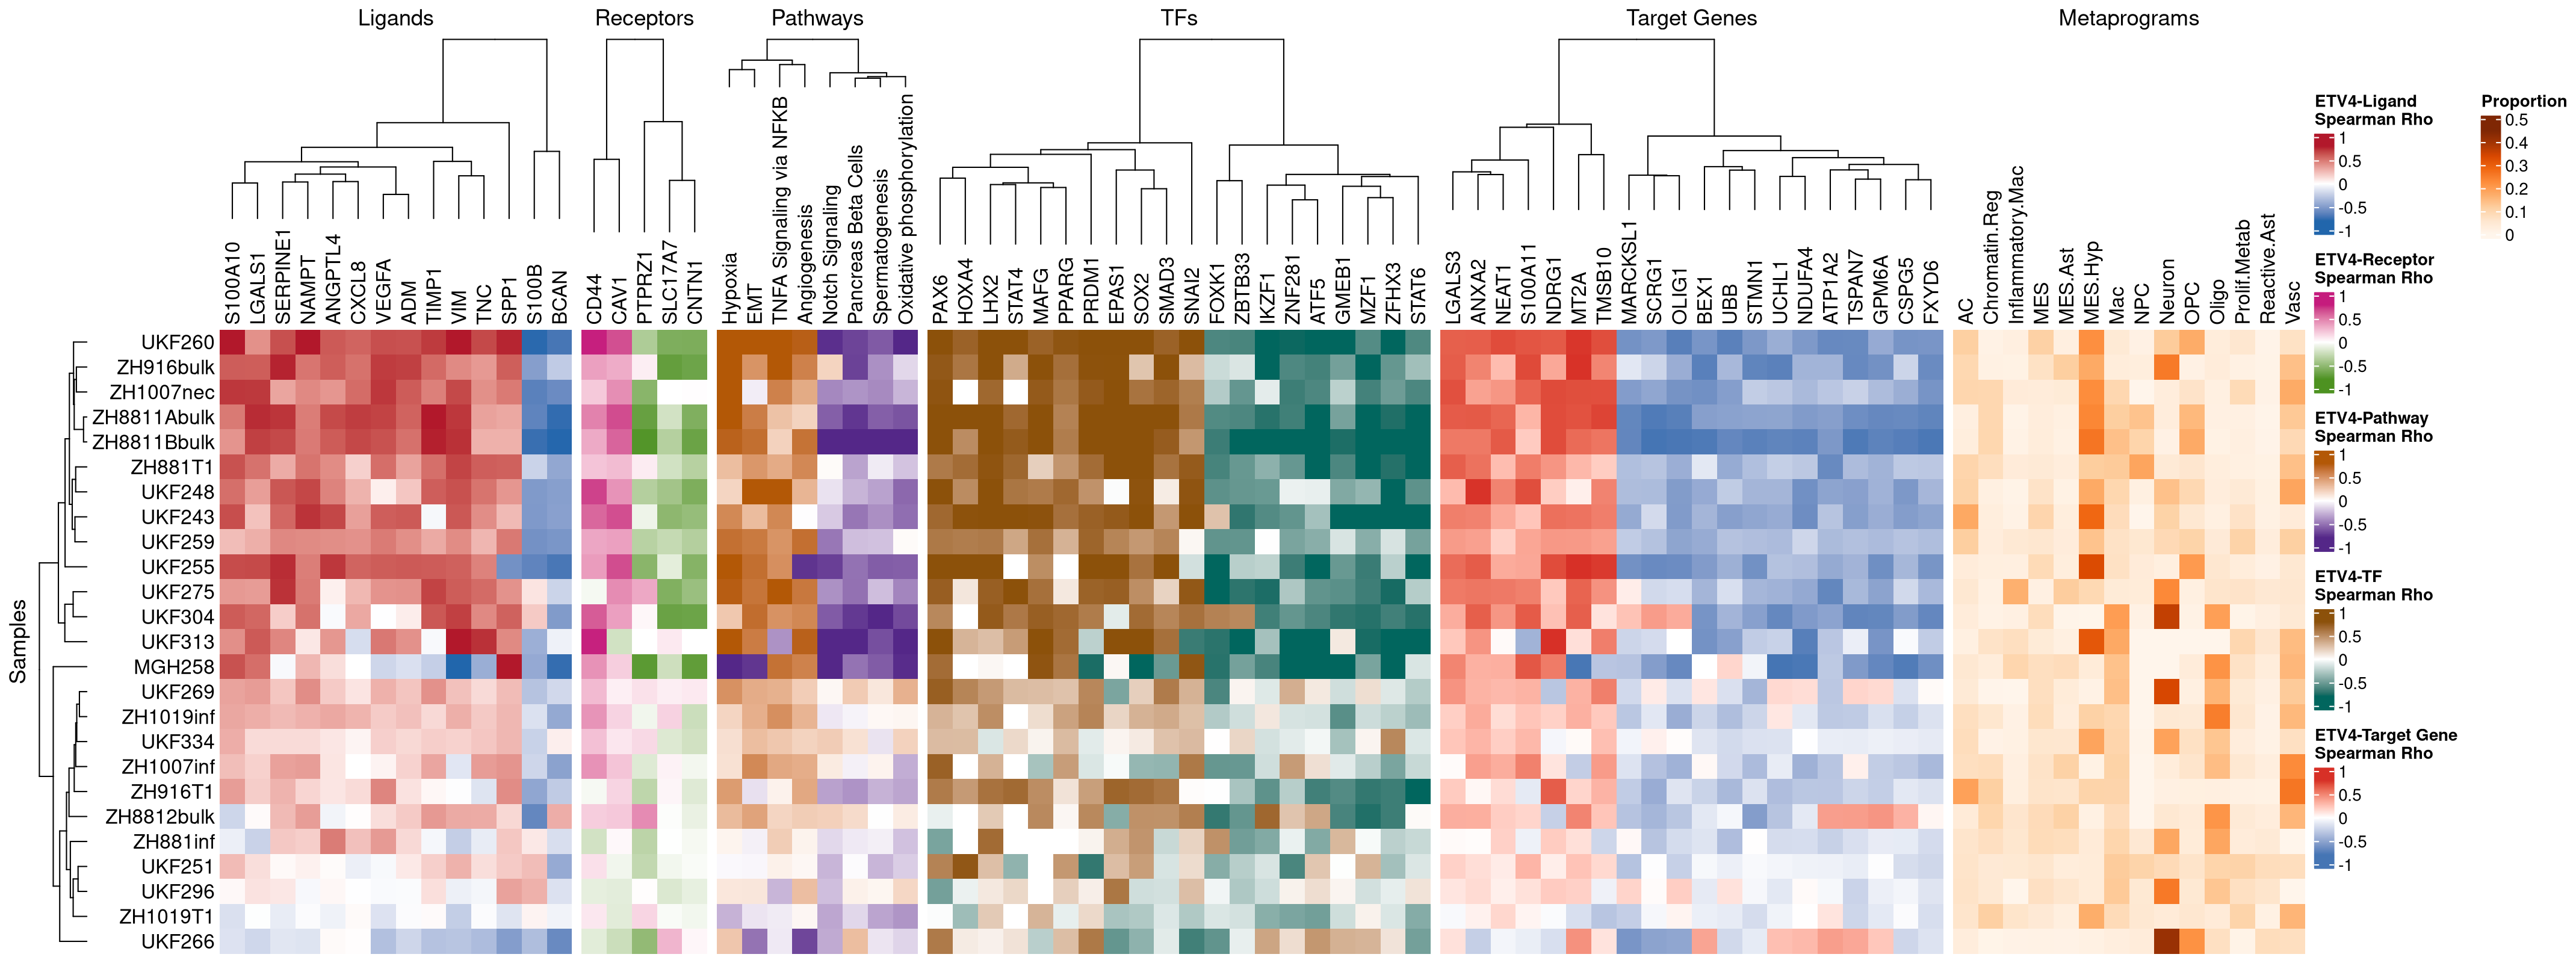 Ligands
Receptors
Pathways
TFs
Target Genes
Metaprograms
S100A10
LGALS1
SERPINE1
NAMPT
ANGPTL4
CXCL8
VEGFA
ADM
TIMP1
VIM
TNC
SPP1
S100B
BCAN
CD44
CAV1
PTPRZ1
SLC17A7
CNTN1
Hypoxia
EMT
TNFA Signaling via NFKB
Angiogenesis
Notch Signaling
Pancreas Beta Cells
Spermatogenesis
Oxidative phosphorylation
PAX6
HOXA4
LHX2
STAT4
MAFG
PPARG
PRDM1
EPAS1
SOX2
SMAD3
SNAI2
FOXK1
ZBTB33
IKZF1
ZNF281
ATF5
GMEB1
MZF1
ZFHX3
STAT6
LGALS3
ANXA2
NEAT1
S100A11
NDRG1
MT2A
TMSB10
MARCKSL1
SCRG1
OLIG1
BEX1
UBB
STMN1
UCHL1
NDUFA4
ATP1A2
TSPAN7
GPM6A
CSPG5
FXYD6
AC
Chromatin.Reg
Inflammatory.Mac
MES
MES.Ast
MES.Hyp
Mac
NPC
Neuron
OPC
Oligo
Prolif.Metab
Reactive.Ast
Vasc
Samples
UKF260
ZH916bulk
ZH1007nec
ZH8811Abulk
ZH8811Bbulk
ZH881T1
UKF248
UKF243
UKF259
UKF255
UKF275
UKF304
UKF313
MGH258
UKF269
ZH1019inf
UKF334
ZH1007inf
ZH916T1
ZH8812bulk
ZH881inf
UKF251
UKF296
ZH1019T1
UKF266
ETV4-Ligand
Spearman Rho
1
0.5
0
-0.5
-1
ETV4-Receptor
Spearman Rho
1
0.5
0
-0.5
-1
ETV4-Pathway
Spearman Rho
1
0.5
0
-0.5
-1
ETV4-TF
Spearman Rho
1
0.5
0
-0.5
-1
ETV4-Target Gene
Spearman Rho
1
0.5
0
-0.5
-1
Proportion
0.5
0.4
0.3
0.2
0.1
0